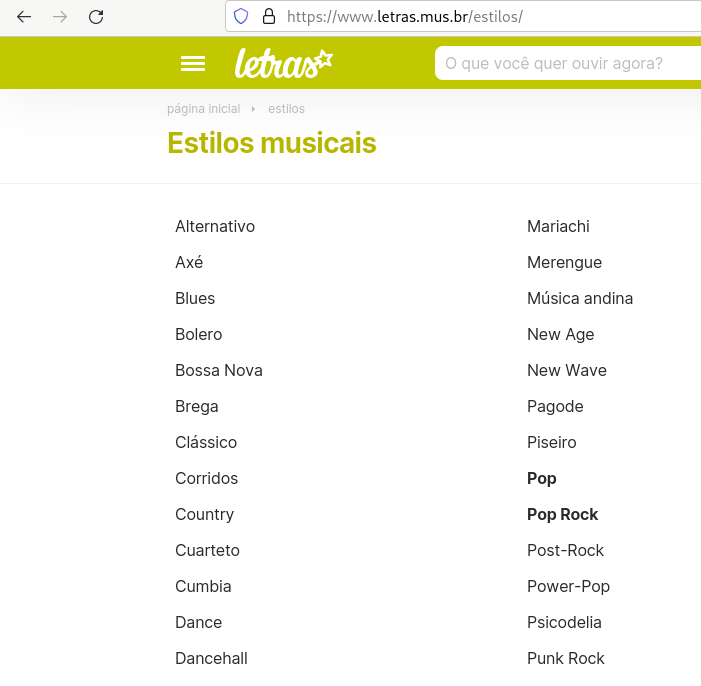 https://www.letras.mus.br/estilos/
letras
O que você quer ouvir agora?
página inicial estilos
Estilos musicais
Alternativo
Axé
Blues
Bolero
Bossa Nova
Brega
Clássico
Corridos
Country
Cuarteto
Cumbia
Dance
Dancehall
Mariachi
Merengue
Música andina
New Age
New Wave
Pagode
Piseiro
Pop
Pop Rock
Post-Rock
Power-Pop
Psicodelia
Punk Rock